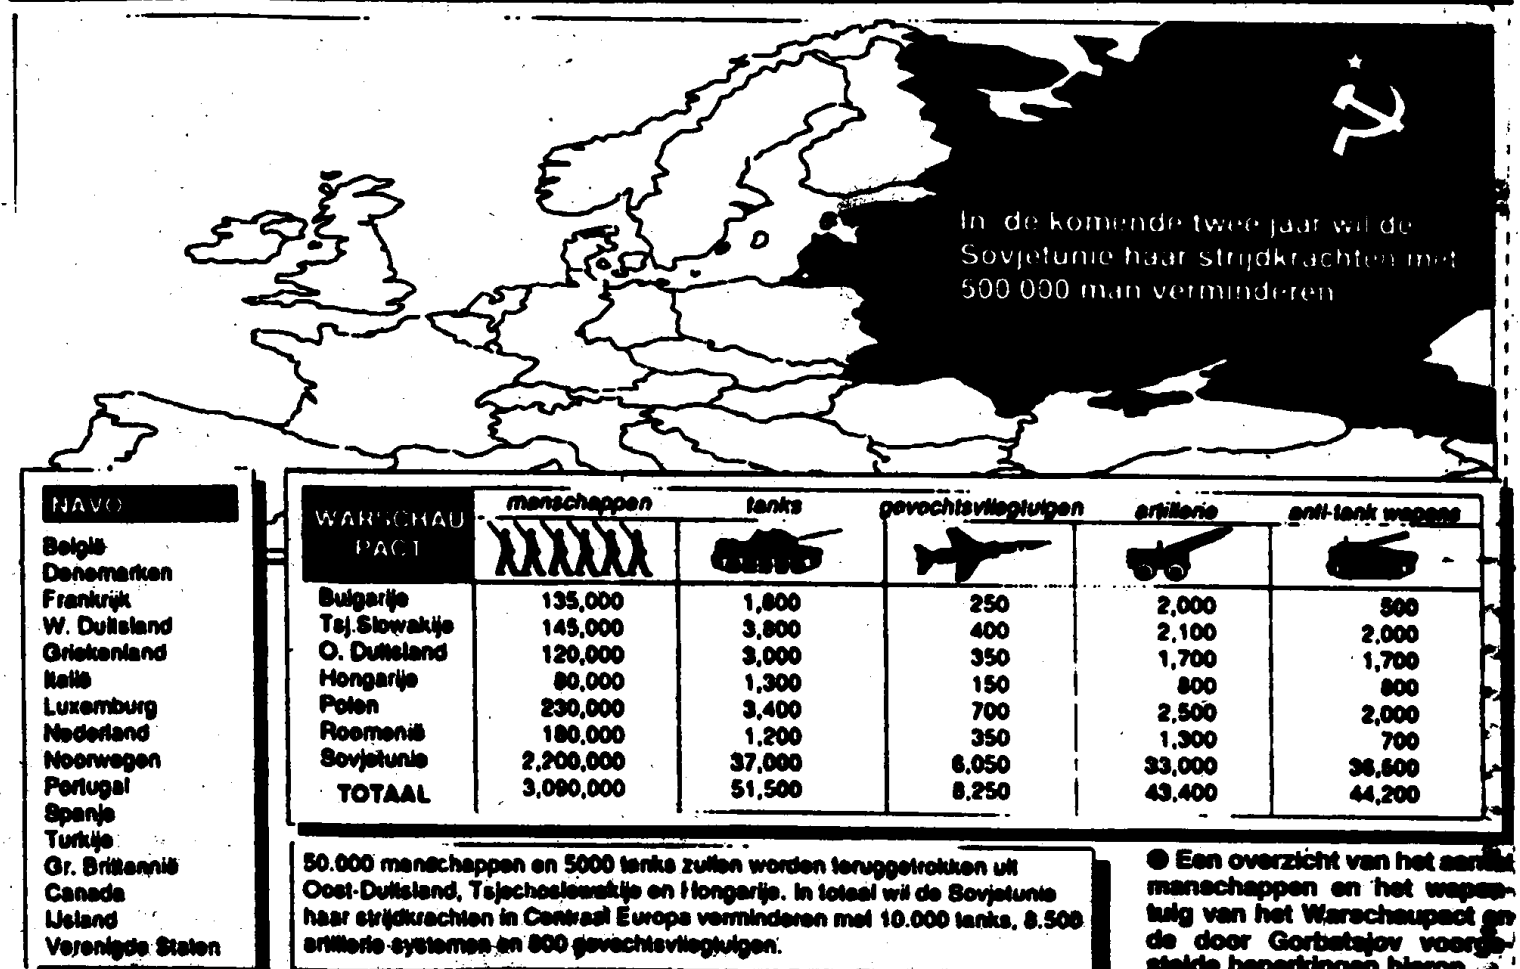 In de komende twee jaar wil de
Sovjetunie haar strijdkrachten met
500 000 man verminderen
NAVO
België
Denemarken
Frankrijk
W. Duitsland
Griekenland
Italië
Luxemburg
Nederland
Noorwegen
Portugal
Spanje
Turkije
Gr. Brittannië
Canada
IJsland
Verenigde Staten
WARSCHAU PACT manschappen tanks gevechtsvliegtuigen artillerie anti-tank wapens
Bulgarije 135,000 1,800 250 2,000 500
Tsj.Slowakije 145,000 3,800 400 2,100 2,000
O. Duitsland 120,000 3,000 350 1,700 1,700
Hongarije 80,000 1,300 150 800 800
Polen 230,000 3,400 700 2,500 2,000
Roemenië 180,000 1,200 350 1,300 700
Sovjetunie 2,200,000 37,000 6,050 33,000 36,500
TOTAAL 3,090,000 51,500 8,250 43,400 44,200
50.000 manschappen en 5000 tanks zullen worden teruggetrokken uit
Oost-Duitsland, Tsjechoslowakije en Hongarije. In totaal wil de Sovjetunie
haar strijdkrachten in Centraal Europa verminderen met 10.000 tanks, 8.500
artillerie systemen en 800 gevechtsvliegtuigen.
● Een overzicht van het aantal
manschappen en het wapen-
tuig van het Warschaupact en
de door Gorbatsjov voorge-
stelde beperkingen hieren